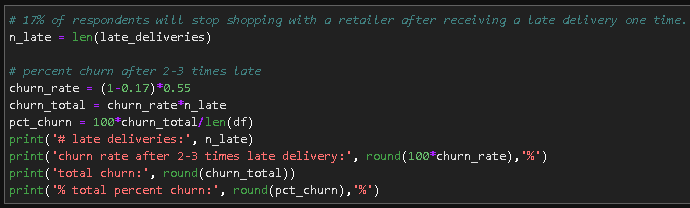 # 17% of respondents will stop shopping with a retailer after receiving a late delivery one time.
n_late = len(late_deliveries)

# percent churn after 2-3 times late
churn_rate = (1-0.17)*0.55
churn_total = churn_rate*n_late
pct_churn = 100*churn_total/len(df)
print('# late deliveries:', n_late)
print('churn rate after 2-3 times late delivery:', round(100*churn_rate),'%')
print('total churn:', round(churn_total))
print('% total percent churn:', round(pct_churn),'%')